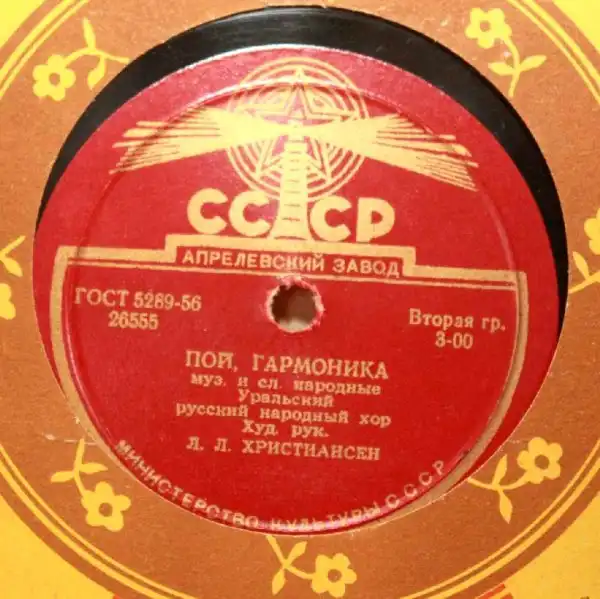 СССР
АПРЕЛЕВСКИЙ ЗАВОД
ГОСТ 5289-56
26555
Вторая гр.
3-00
ПОЙ, ГАРМОНИКА
муз. и сл. народные
Уральский
русский народный хор
Худ. рук.
Л. Л. ХРИСТИАНСЕН
МИНИСТЕРСТВО КУЛЬТУРЫ СССР